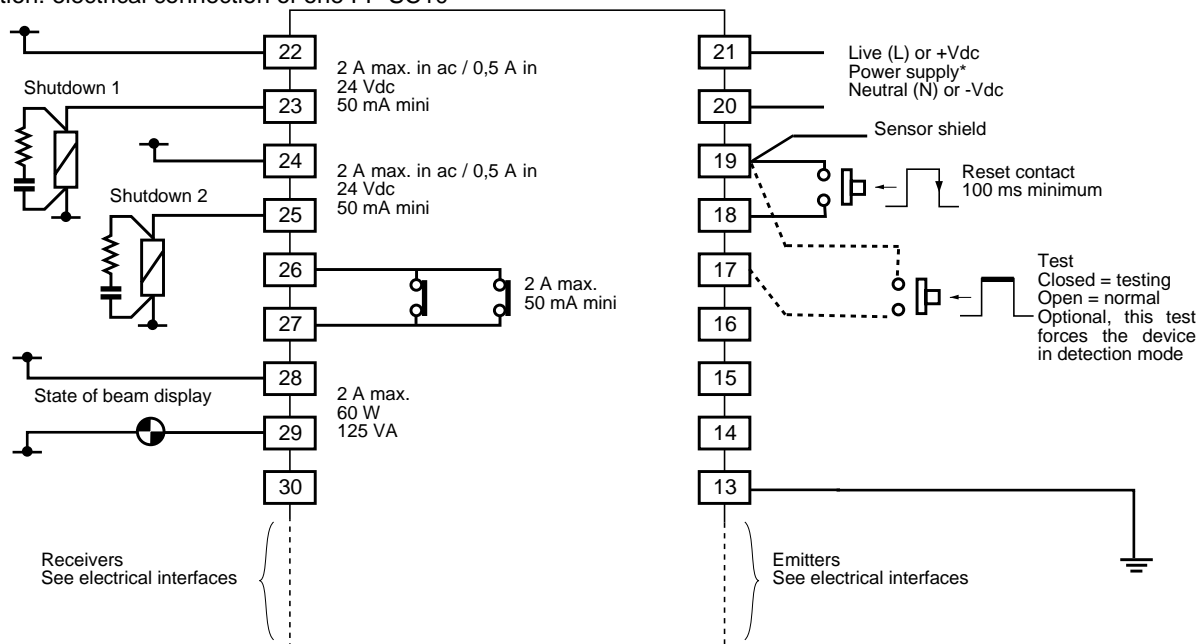 22
2 A max. in ac / 0,5 A in
24 Vdc
50 mA mini
Shutdown 1
23
24
2 A max. in ac / 0,5 A in
24 Vdc
50 mA mini
Shutdown 2
25
26
2 A max.
50 mA mini
27
28
State of beam display
2 A max.
60 W
125 VA
29
30
Receivers
See electrical interfaces
21
Live (L) or +Vdc
Power supply*
Neutral (N) or -Vdc
20
Sensor shield
19
Reset contact
100 ms minimum
18
17
Test
Closed = testing
Open = normal
Optional, this test
forces the device
in detection mode
16
15
14
13
Emitters
See electrical interfaces